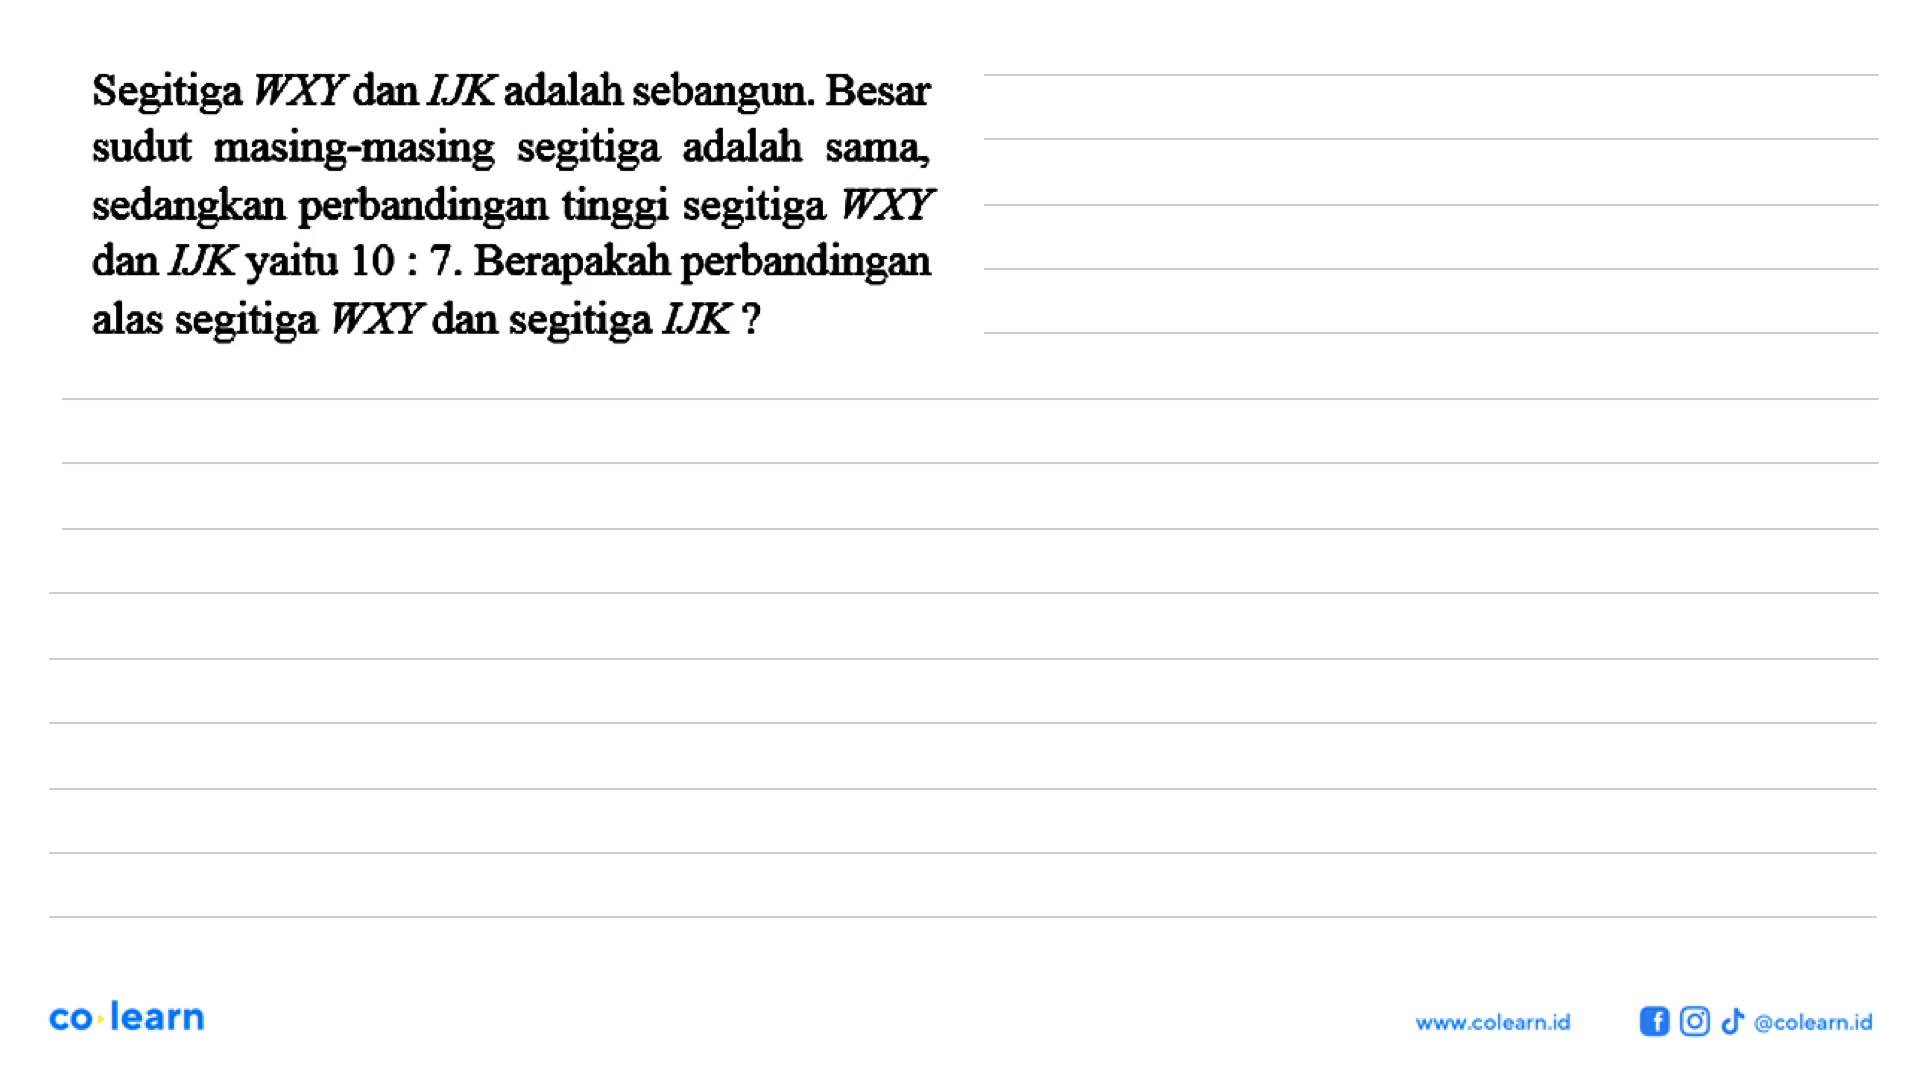 Segitiga WXY dan IJK adalah sebangun. Besar
sudut masing-masing segitiga adalah sama,
sedangkan perbandingan tinggi segitiga WXY
dan IJK yaitu 10 : 7. Berapakah perbandingan
alas segitiga WXY dan segitiga IJK ?
co learn
www.colearn.id
@colearn.id